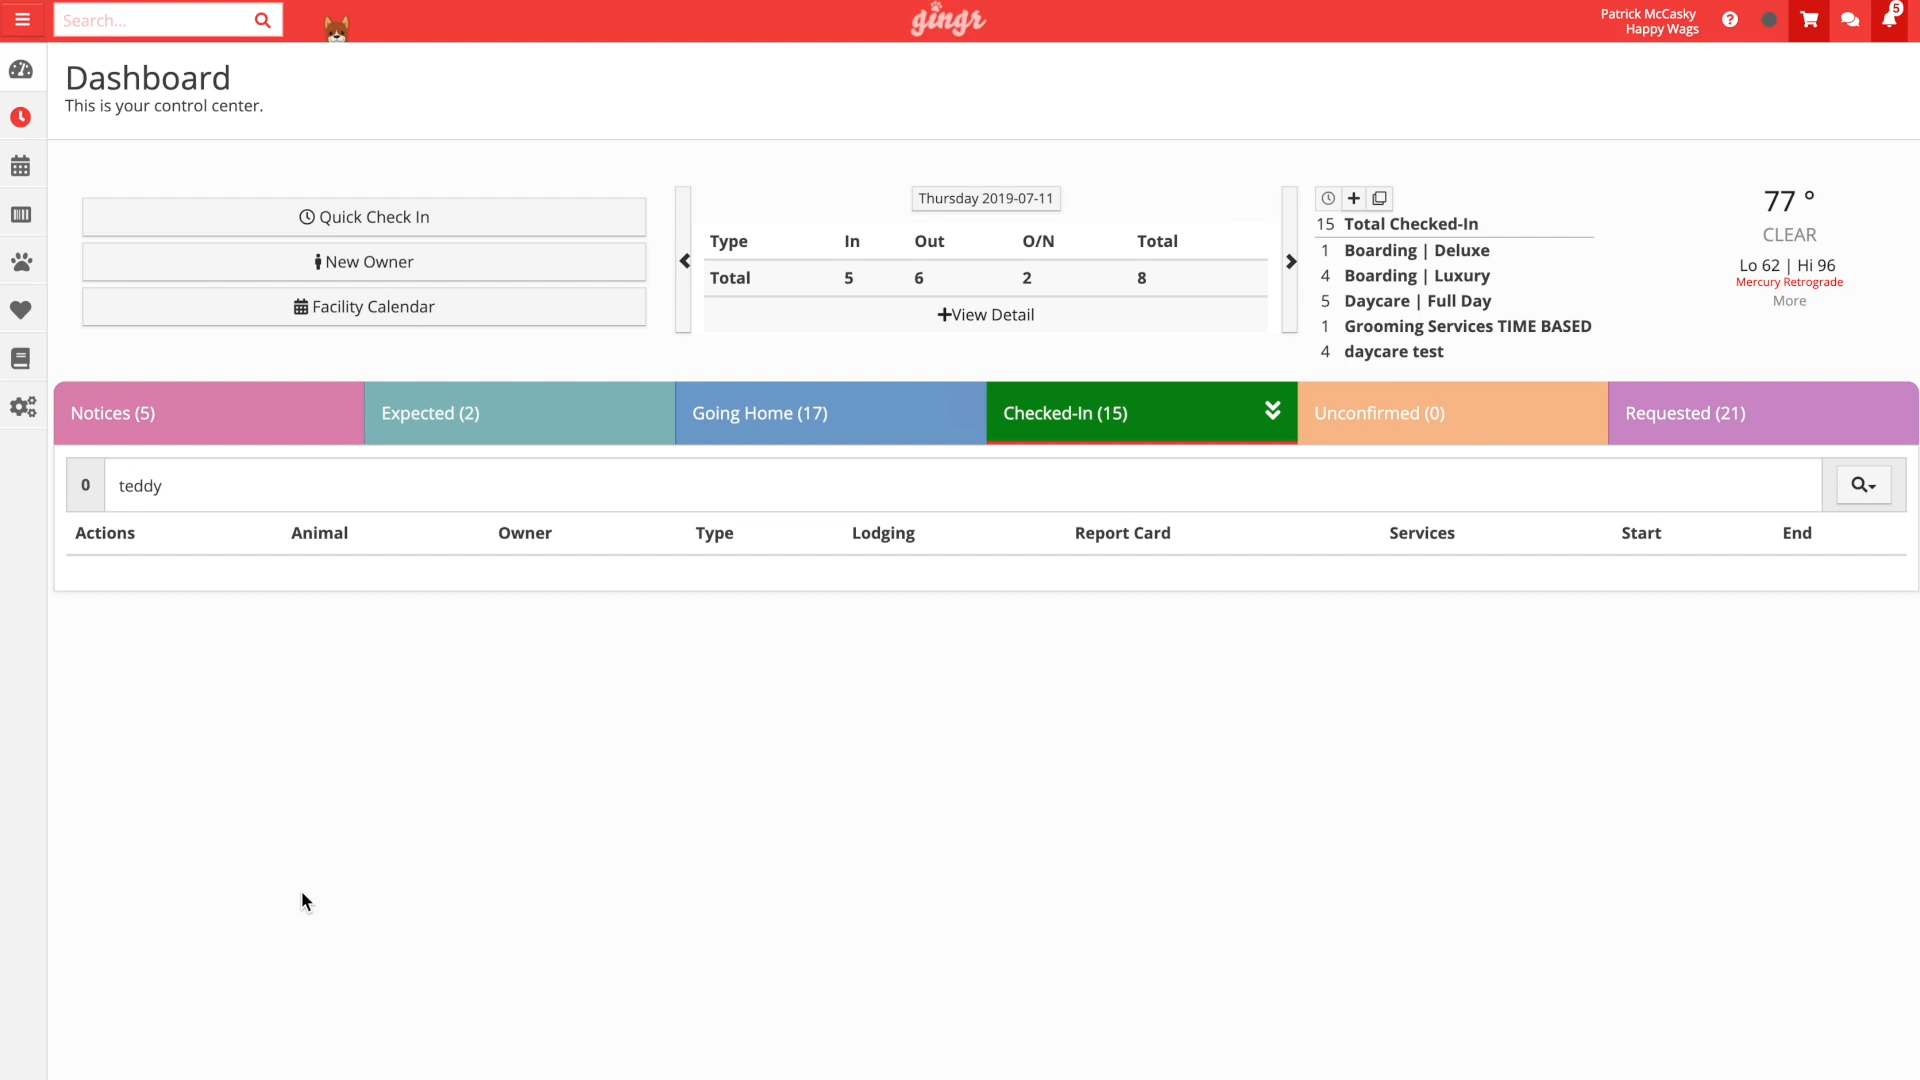 Search...
gingr
Patrick McCasky
Happy Wags
5
Dashboard
This is your control center.
Quick Check In
New Owner
Facility Calendar
Thursday 2019-07-11
Type In Out O/N Total
Total 5 6 2 8
View Detail
15 Total Checked-In
1 Boarding | Deluxe
4 Boarding | Luxury
5 Daycare | Full Day
1 Grooming Services TIME BASED
4 daycare test
77 °
CLEAR
Lo 62 | Hi 96
Mercury Retrograde
More
Notices (5) Expected (2) Going Home (17) Checked-In (15) Unconfirmed (0) Requested (21)
0 teddy
Actions Animal Owner Type Lodging Report Card Services Start End